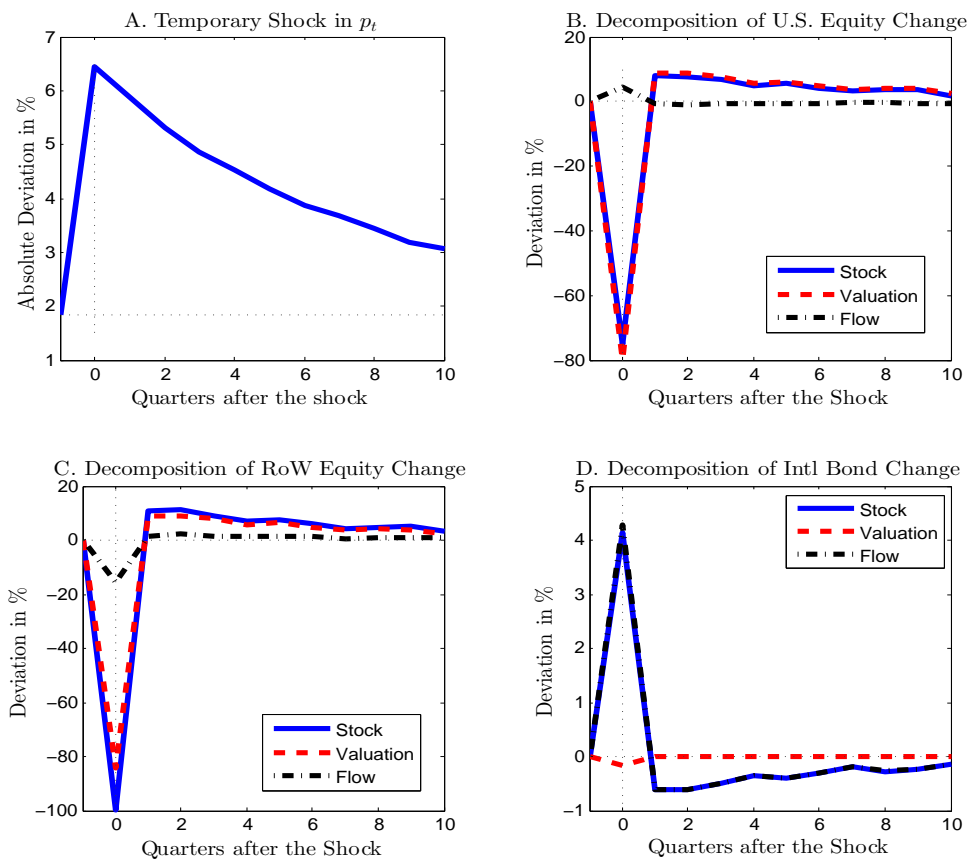 A. Temporary Shock in p_t
Absolute Deviation in %
7
6
5
4
3
2
1
0 2 4 6 8 10
Quarters after the shock
B. Decomposition of U.S. Equity Change
Deviation in %
20
0
−20
−40
−60
−80
0 2 4 6 8 10
Stock
Valuation
Flow
Quarters after the Shock
C. Decomposition of RoW Equity Change
Deviation in %
20
0
−20
−40
−60
−80
−100
0 2 4 6 8 10
Stock
Valuation
Flow
Quarters after the Shock
D. Decomposition of Intl Bond Change
Deviation in %
5
4
3
2
1
0
−1
0 2 4 6 8 10
Stock
Valuation
Flow
Quarters after the Shock